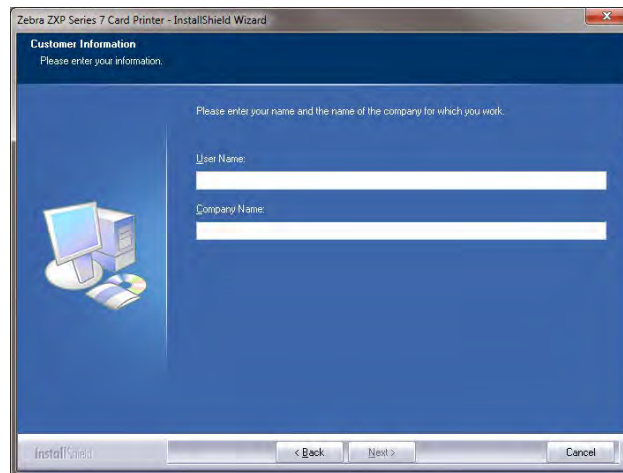 Zebra ZXP Series 7 Card Printer - InstallShield Wizard
Customer Information
Please enter your information.
Please enter your name and the name of the company for which you work.
User Name:
Company Name:
InstallShield
< Back
Next >
Cancel